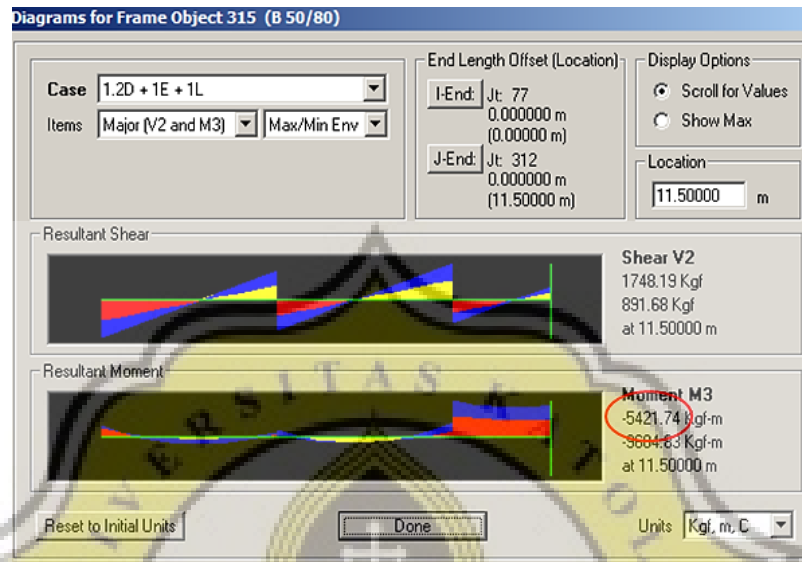 Diagrams for Frame Object 315 (B 50/80)
Case 1.2D + 1E + 1L
Items Major (V2 and M3) Max/Min Env
End Length Offset (Location)
I-End: Jt: 77
0.000000 m
(0.00000 m)
J-End: Jt: 312
0.000000 m
(11.50000 m)
Display Options
Scroll for Values
Show Max
Location
11.50000 m
Resultant Shear
Shear V2
1748.19 Kgf
891.68 Kgf
at 11.50000 m
Resultant Moment
Moment M3
-5421.74 Kgf-m
Kgf-m
at 11.50000 m
Reset to Initial Units
Done
Units Kgf, m, C